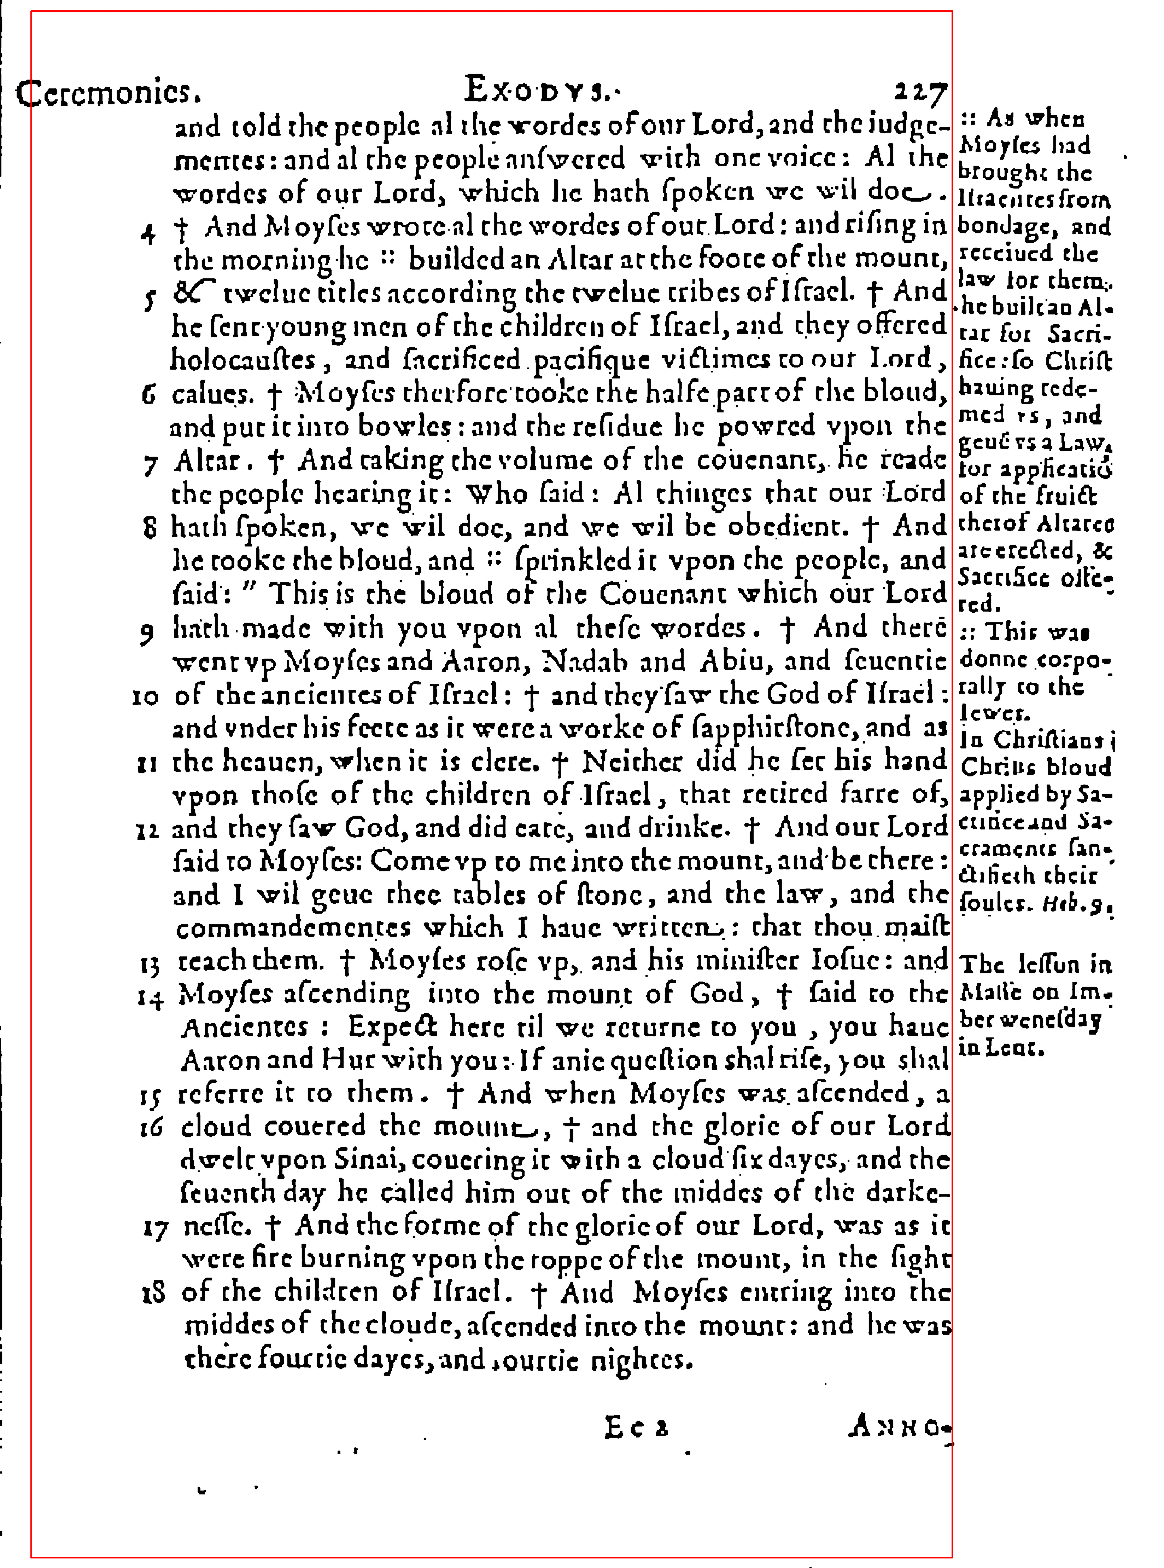 Ceremonies. EXODVS. 227
and told the people al the wordes of our Lord, and the iudge-
mentes: and al the people anſwered with one voice: Al the
wordes of our Lord, which he hath ſpoken we wil doe.
4 † And Moyſes wrote al the wordes of our Lord: and riſing in
the morning he :: builded an Altar at the foote of the mount,
5 & twelue titles according the twelue tribes of Iſrael. † And
he ſent young men of the children of Iſrael, and they offered
holocauſtes, and ſacrificed pacifique victimes to our Lord,
6 calues. † Moyſes therfore tooke the halfe part of the bloud,
and put it into bowles: and the reſidue he powred vpon the
7 Altar. † And taking the volume of the couenant, he reade
the people hearing it: Who ſaid: Al thinges that our Lord
8 hath ſpoken, we wil doe, and we wil be obedient. † And
he tooke the bloud, and :: ſprinkled it vpon the people, and
ſaid: " This is the bloud of the Couenant which our Lord
9 hath made with you vpon al theſe wordes. † And there
went vp Moyſes and Aaron, Nadab and Abiu, and ſeuentie
10 of the ancientes of Iſrael: † and they ſaw the God of Iſrael:
and vnder his feete as it were a worke of ſapphirſtone, and as
11 the heauen, when it is clere. † Neither did he ſet his hand
vpon thoſe of the children of Iſrael, that retired farre of,
12 and they ſaw God, and did eate, and drinke. † And our Lord
ſaid to Moyſes: Come vp to me into the mount, and be there:
and I wil geue thee tables of ſtone, and the law, and the
commandementes which I haue written: that thou maiſt
13 teach them. † Moyſes roſe vp, and his miniſter Ioſue: and
14 Moyſes aſcending into the mount of God, † ſaid to the
Ancientes: Expect here til we returne to you, you haue
Aaron and Hur with you: If anie queſtion shal riſe, you shal
15 referre it to them. † And when Moyſes was aſcended, a
16 cloud couered the mount, † and the glorie of our Lord
dwelt vpon Sinai, couering it with a cloud ſix dayes, and the
ſeuenth day he called him out of the middes of the darke-
17 neſſe. † And the forme of the glorie of our Lord, was as it
were fire burning vpon the toppe of the mount, in the ſight
18 of the children of Iſrael. † And Moyſes entring into the
middes of the cloude, aſcended into the mount: and he was
there fourtie dayes, and fourtie nightes.
:: As when
Moyſes had
brought the
Iſraelites from
bondage, and
receiued the
law for them,
he built an Al-
tar for Sacri-
fice: ſo Chriſt
hauing rede-
med vs, and
geuē vs a Law,
for applicatiō
of the fruict
therof Altares
are erected, &
Sacrifice offe-
red.
:: This was
donne corpo-
rally to the
Iewes.
In Chriſtians
Chriſts bloud
applied by Sa-
crifice and Sa-
craments ſan-
ctifieth their
ſoules. Heb. 9.
The leſſon in
Maſſe on Im-
ber weneſday
in Lent.
Ee 2 ANNO-